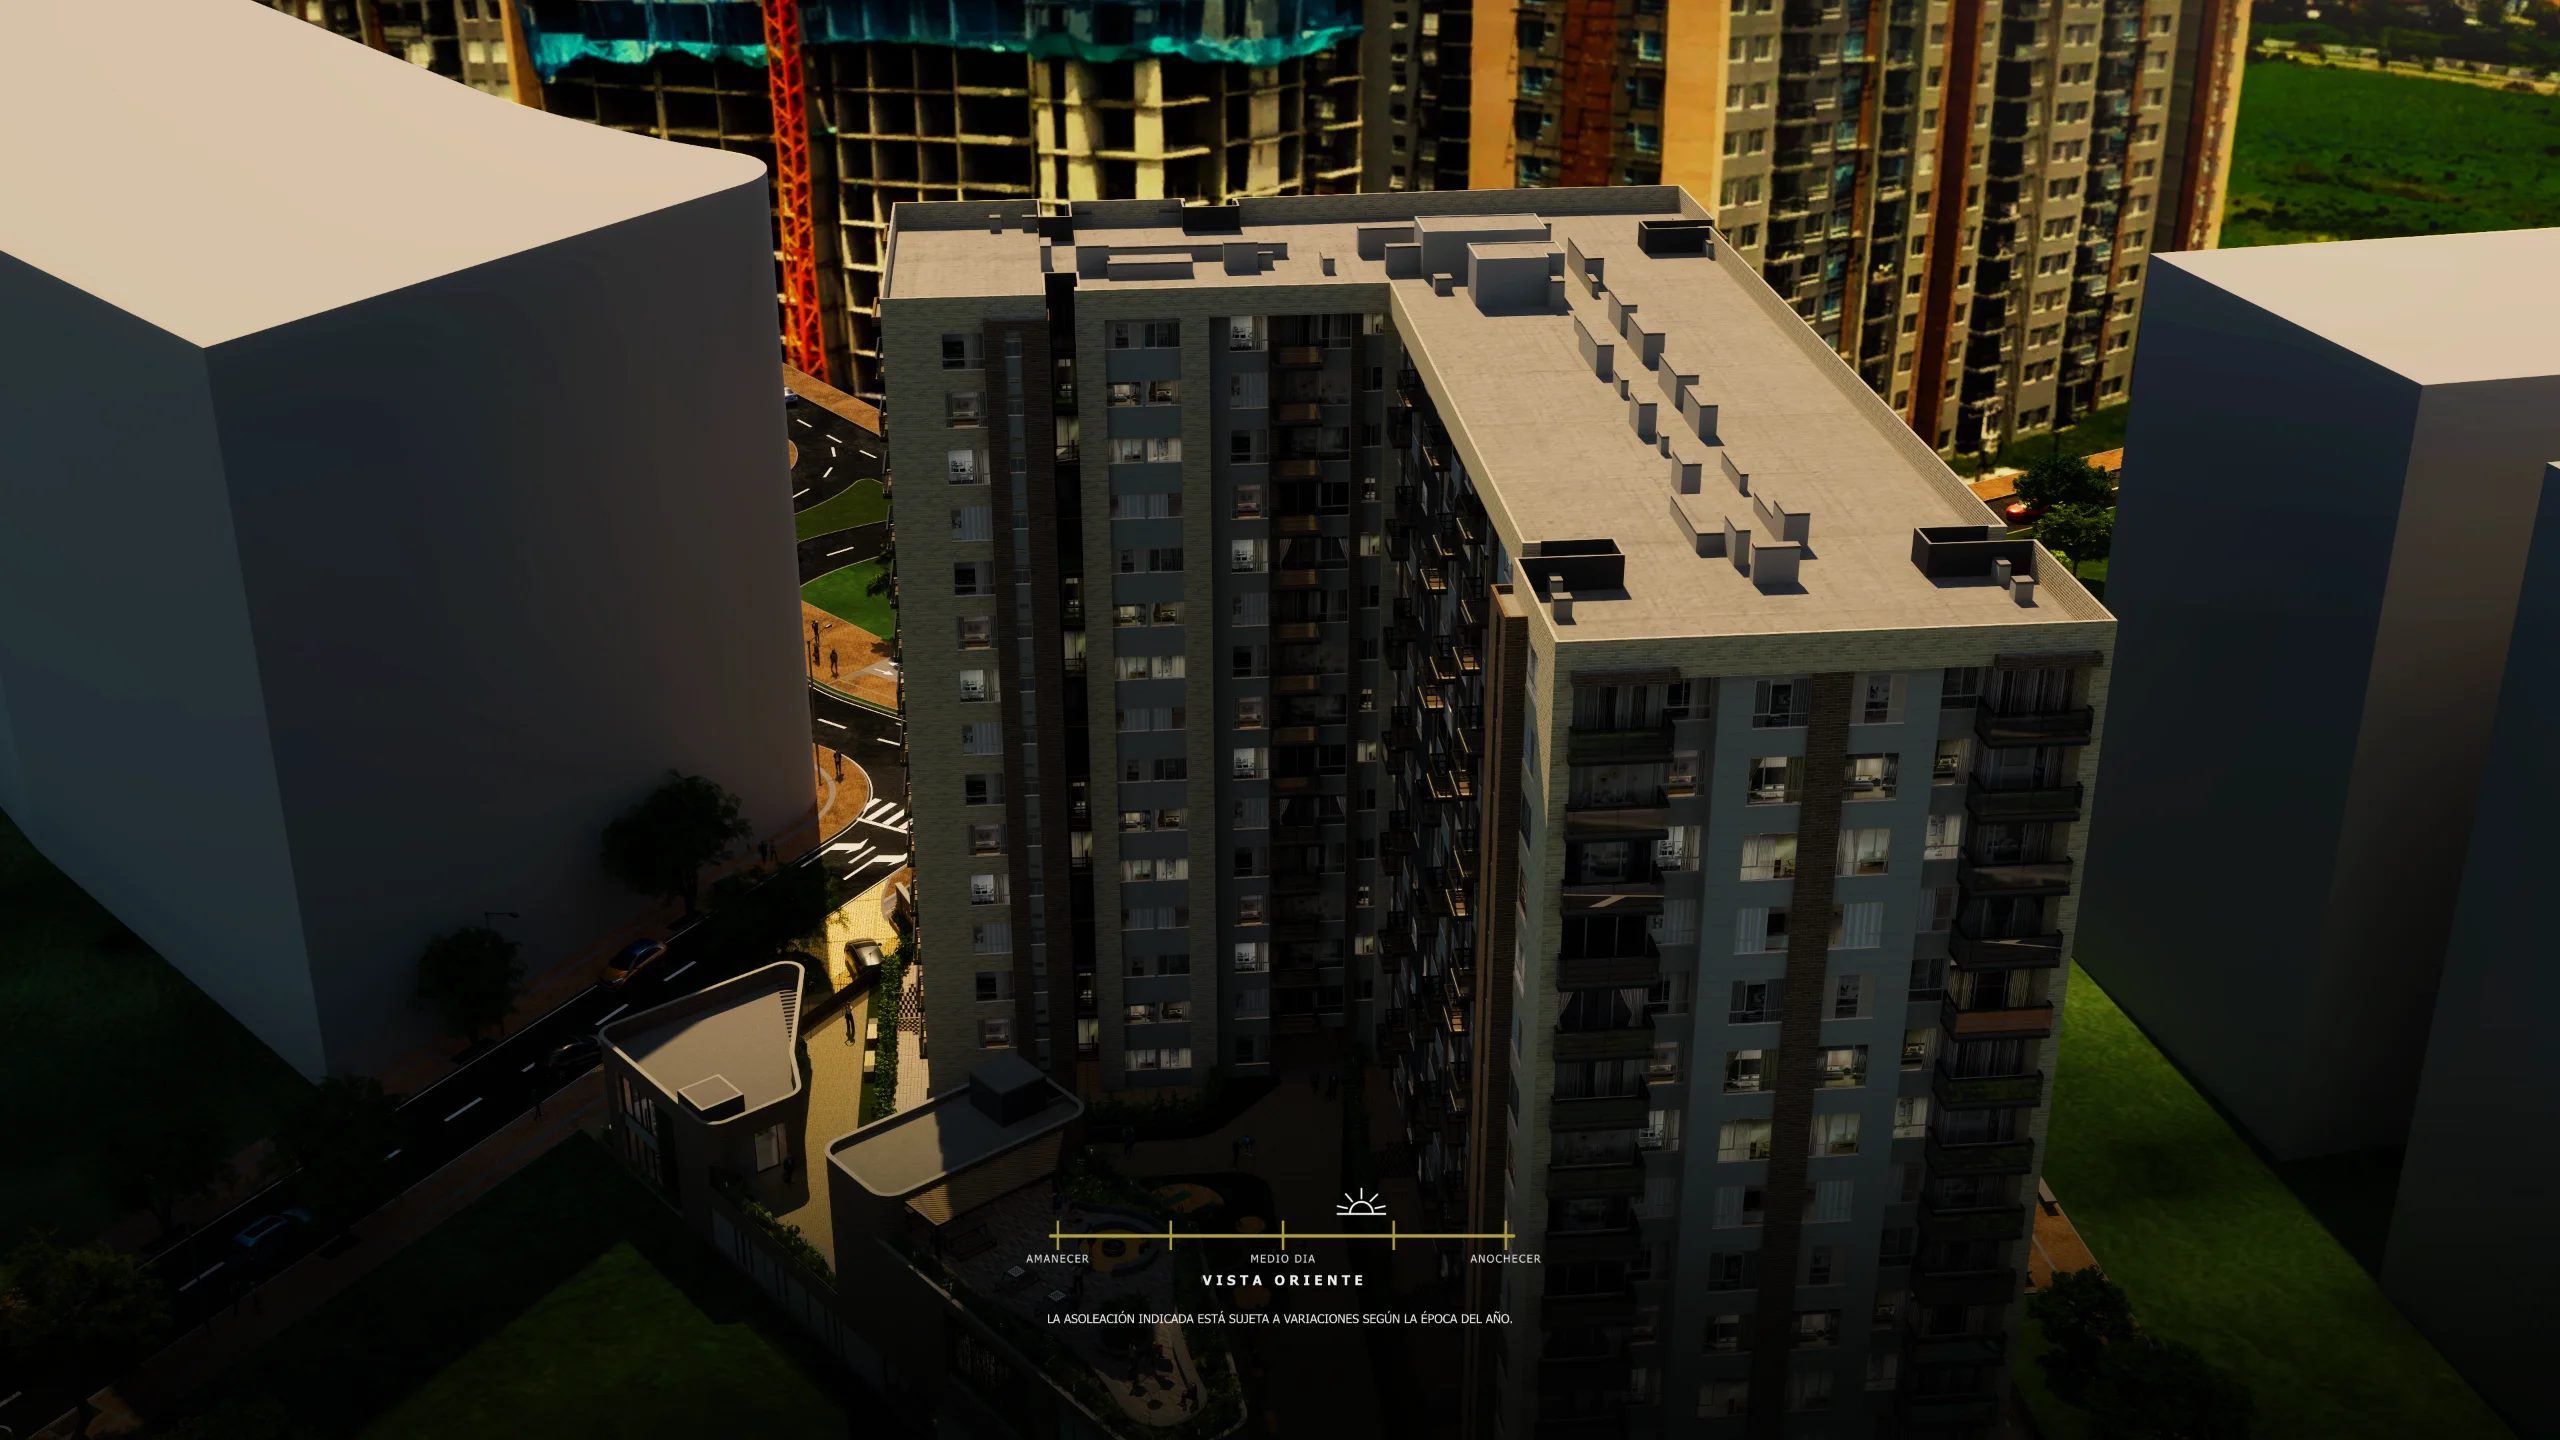 AMANECER MEDIO DIA ANOCHECER
VISTA ORIENTE
LA ASOLEACIÓN INDICADA ESTÁ SUJETA A VARIACIONES SEGÚN LA ÉPOCA DEL AÑO.